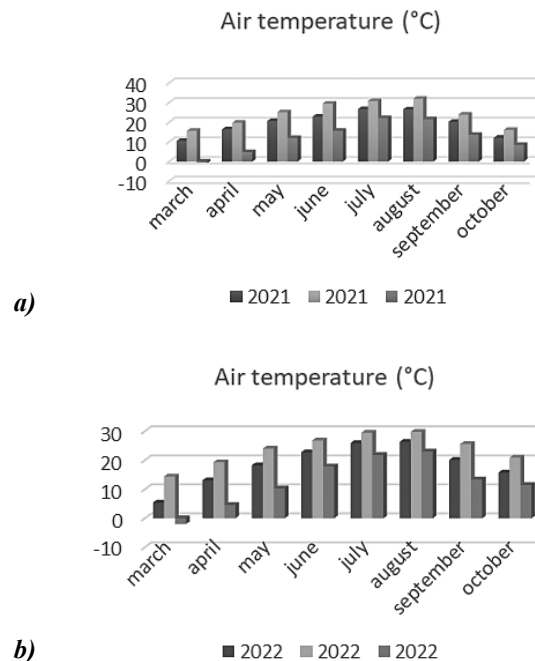 Air temperature (°C)
40
30
20
10
0
-10
march
april
may
june
july
august
september
october
a)
2021 2021 2021
Air temperature (°C)
30
20
10
0
-10
march
april
may
june
july
august
september
october
b)
2022 2022 2022